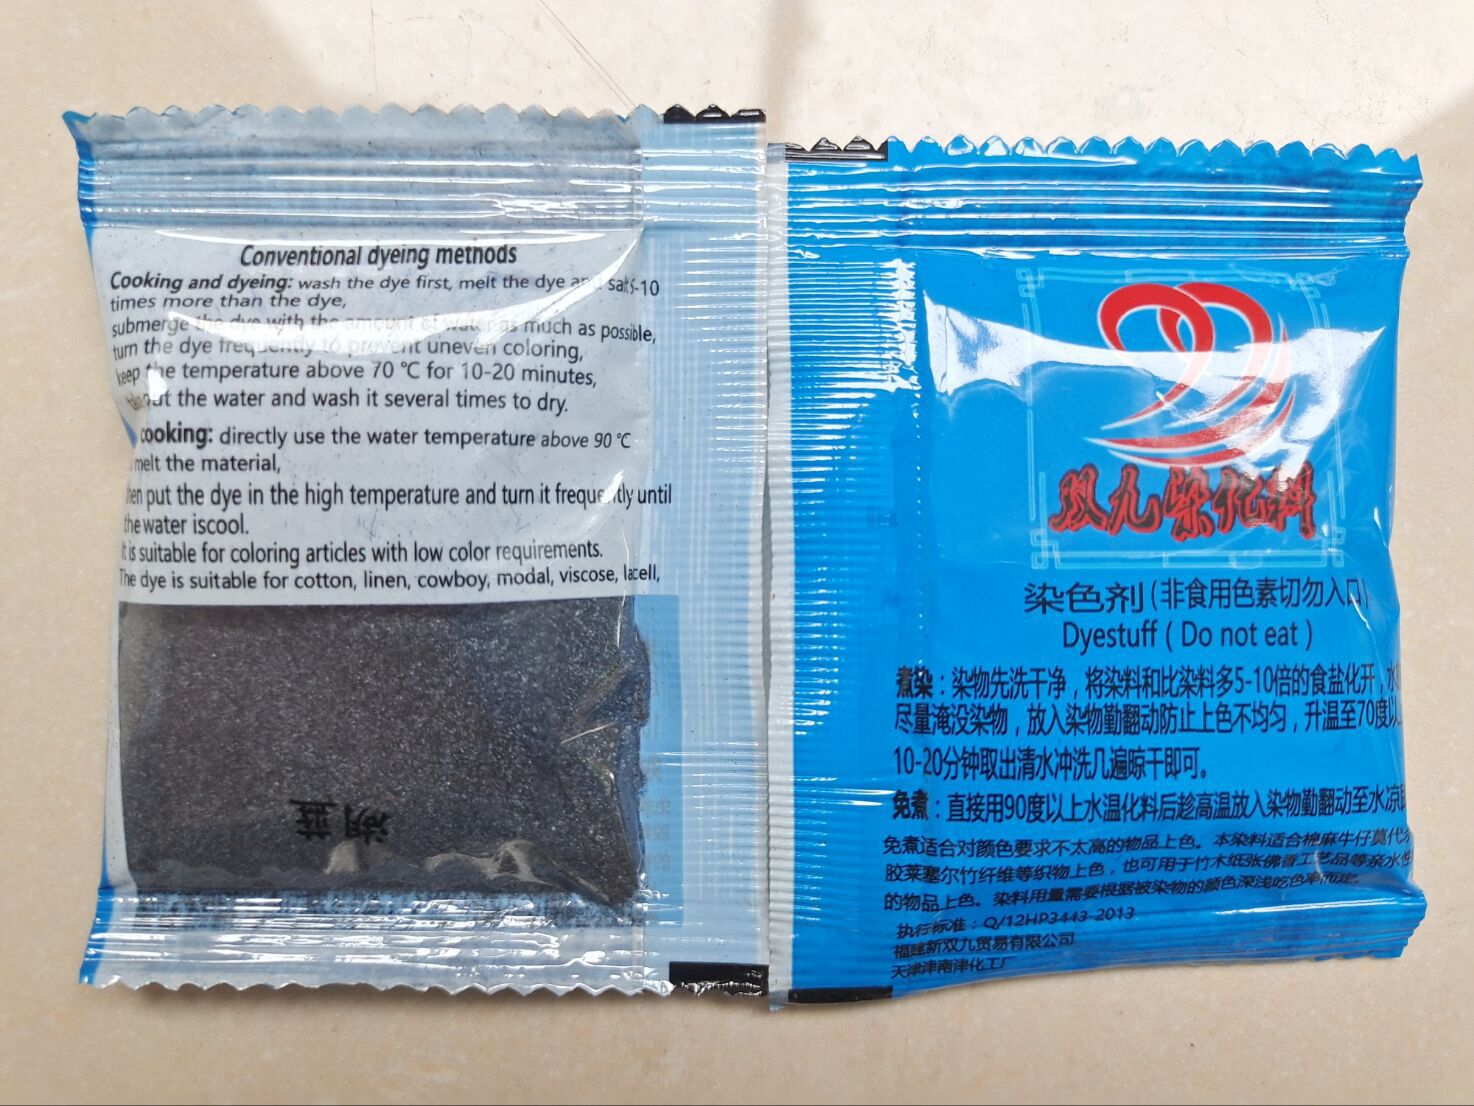 Conventional dyeing methods
Cooking and dyeing: wash the dye first, melt the dye and salt 5-10
times more than the dye,
submerge the dye with the amount of water as much as possible,
turn the dye frequently to prevent uneven coloring,
keep the temperature above 70 ℃ for 10-20 minutes,
out the water and wash it several times to dry.
cooking: directly use the water temperature above 90 ℃
melt the material,
put the dye in the high temperature and turn it frequently until
the water iscool.
It is suitable for coloring articles with low color requirements.
The dye is suitable for cotton, linen, cowboy, modal, viscose, lacell,
湖蓝
双九染化料
染色剂(非食用色素切勿入口)
Dyestuff ( Do not eat )
煮染：染物先洗干净，将染料和比染料多5-10倍的食盐化开，水
尽量淹没染物，放入染物勤翻动防止上色不均匀，升温至70度以
10-20分钟取出清水冲洗几遍晾干即可。
免煮：直接用90度以上水温化料后趁高温放入染物勤翻动至水凉
免煮适合对颜色要求不太高的物品上色。本染料适合棉麻牛仔莫代
胶莱塞尔竹纤维等织物上色，也可用于竹木纸张佛香工艺品等亲水性
的物品上色。染料用量需要根据被染物的颜色深浅吃色率而定
执行标准：Q/12HP3443-2013
福建新双九贸易有限公司
天津津南津化工厂